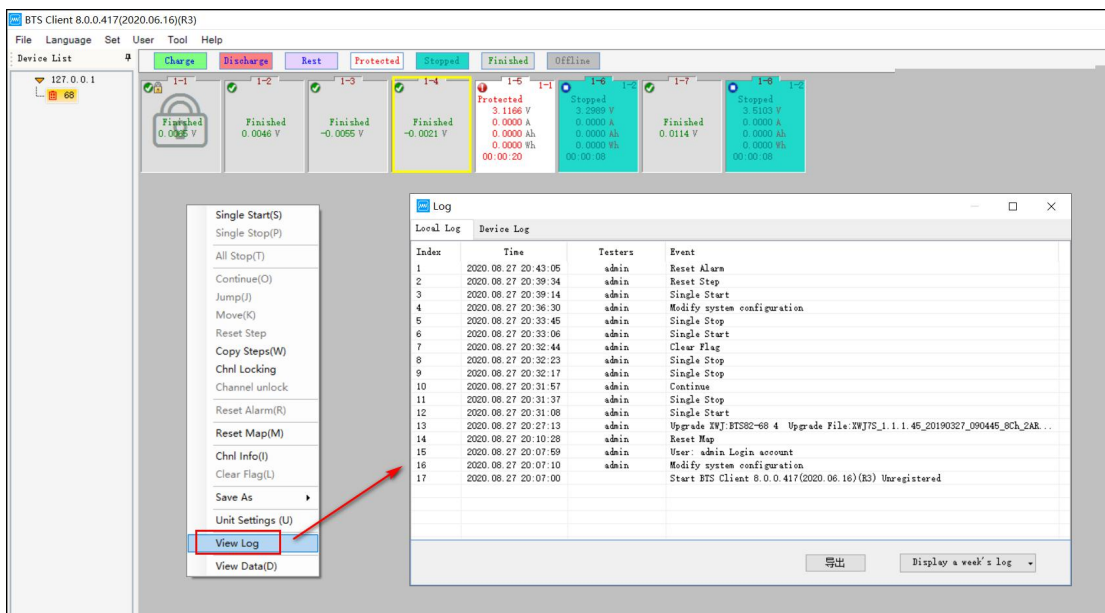 BTS Client 8.0.0.417(2020.06.16)(R3)
File Language Set User Tool Help
Device List
Charge Discharge Rest Protected Stopped Finished Offline
127.0.0.1
68
1-1
Finished
0.0005 V
1-2
Finished
0.0046 V
1-3
Finished
-0.0055 V
1-4
Finished
-0.0021 V
1-5 1-1
Protected
3.1166 V
0.0000 A
0.0000 Ah
0.0000 Wh
00:00:20
1-6 1-2
Stopped
3.2989 V
0.0000 A
0.0000 Ah
0.0000 Wh
00:00:08
1-7
Finished
0.0114 V
1-8 1-2
Stopped
3.5103 V
0.0000 A
0.0000 Ah
0.0000 Wh
00:00:08
Single Start(S)
Single Stop(P)
All Stop(T)
Continue(O)
Jump(J)
Move(K)
Reset Step
Copy Steps(W)
Chnl Locking
Channel unlock
Reset Alarm(R)
Reset Map(M)
Chnl Info(I)
Clear Flag(L)
Save As
Unit Settings (U)
View Log
View Data(D)
Log
Local Log Device Log
Index Time Testers Event
1 2020.08.27 20:43:05 admin Reset Alarm
2 2020.08.27 20:39:34 admin Reset Step
3 2020.08.27 20:39:14 admin Single Start
4 2020.08.27 20:36:30 admin Modify system configuration
5 2020.08.27 20:33:45 admin Single Stop
6 2020.08.27 20:33:06 admin Single Start
7 2020.08.27 20:32:44 admin Clear Flag
8 2020.08.27 20:32:23 admin Single Stop
9 2020.08.27 20:32:17 admin Single Stop
10 2020.08.27 20:31:57 admin Continue
11 2020.08.27 20:31:37 admin Single Stop
12 2020.08.27 20:31:08 admin Single Start
13 2020.08.27 20:27:13 admin Upgrade XWJ:BTS82-68 4 Upgrade File:XWJ7S_1.1.1.45_20190327_090445_8Ch_2AR...
14 2020.08.27 20:10:28 admin Reset Map
15 2020.08.27 20:07:59 admin User: admin Login account
16 2020.08.27 20:07:10 admin Modify system configuration
17 2020.08.27 20:07:00 Start BTS Client 8.0.0.417(2020.06.16)(R3) Unregistered
导出 Display a week's log